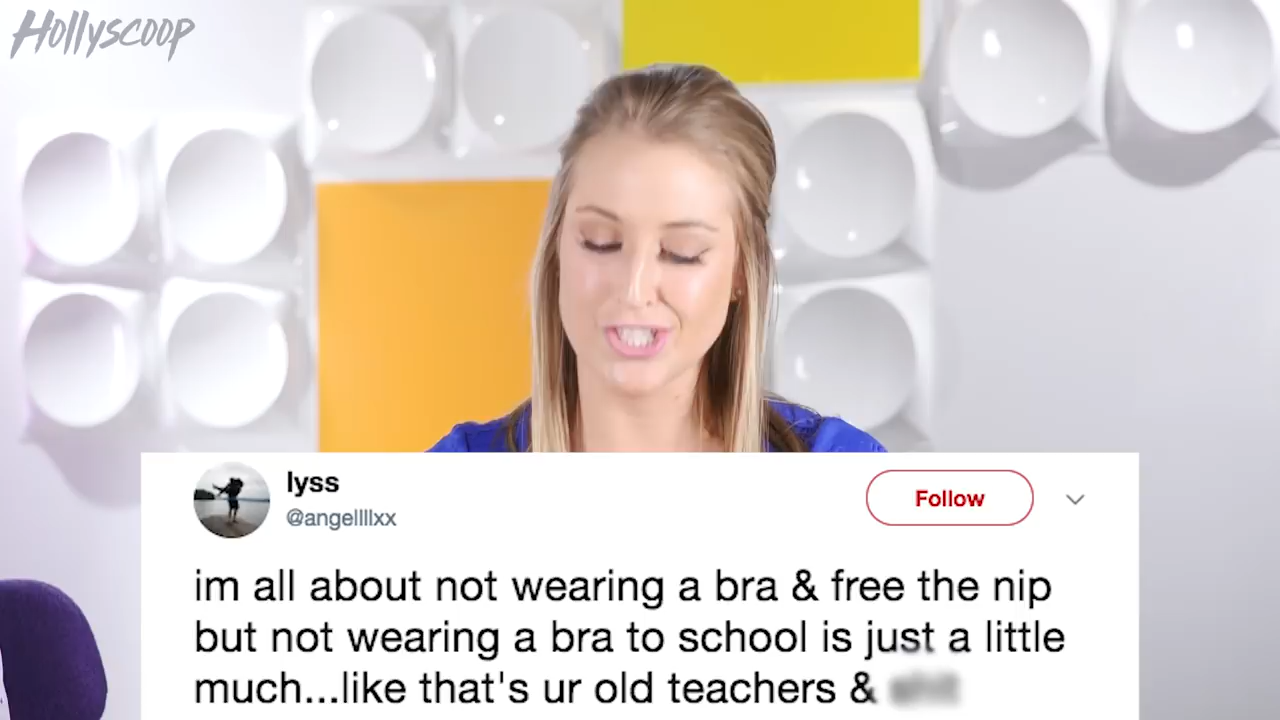 Hollyscoop
lyss
@angellllxx
Follow
im all about not wearing a bra & free the nip
but not wearing a bra to school is just a little
much...like that's ur old teachers &